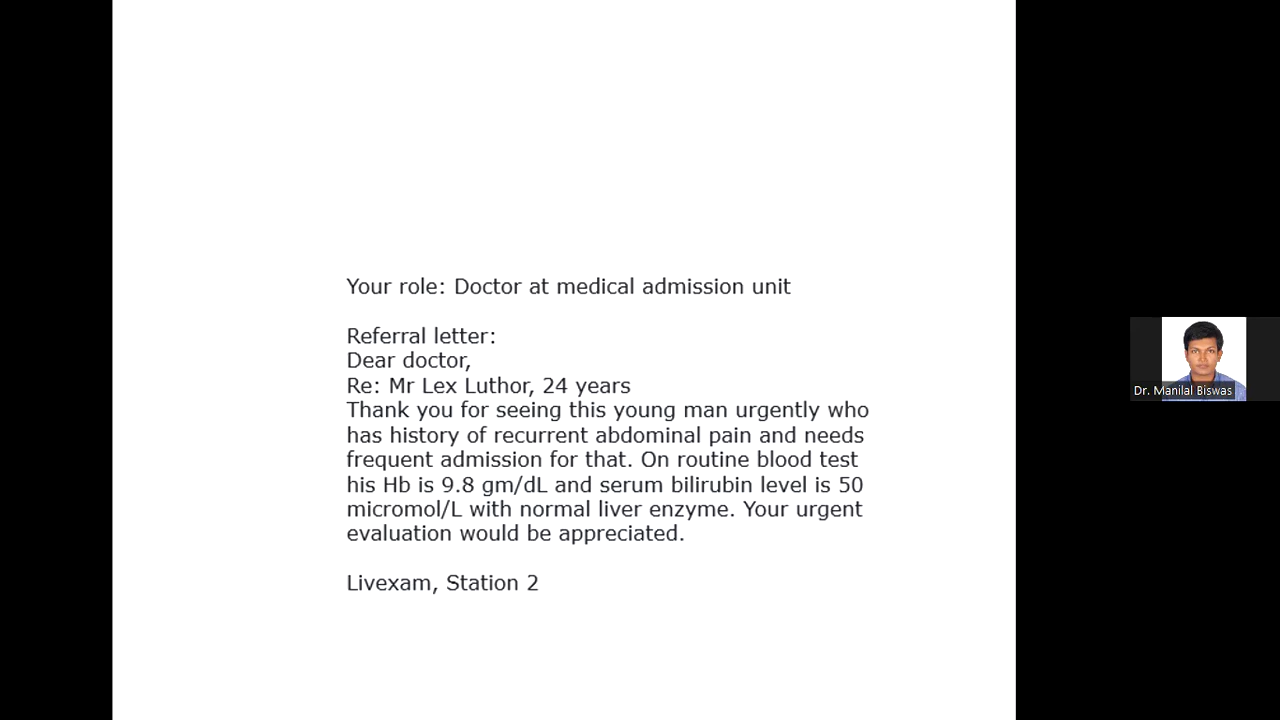 Your role: Doctor at medical admission unit
Referral letter:
Dear doctor,
Re: Mr Lex Luthor, 24 years
Thank you for seeing this young man urgently who
has history of recurrent abdominal pain and needs
frequent admission for that. On routine blood test
his Hb is 9.8 gm/dL and serum bilirubin level is 50
micromol/L with normal liver enzyme. Your urgent
evaluation would be appreciated.
Livexam, Station 2
Dr. Manilal Biswas